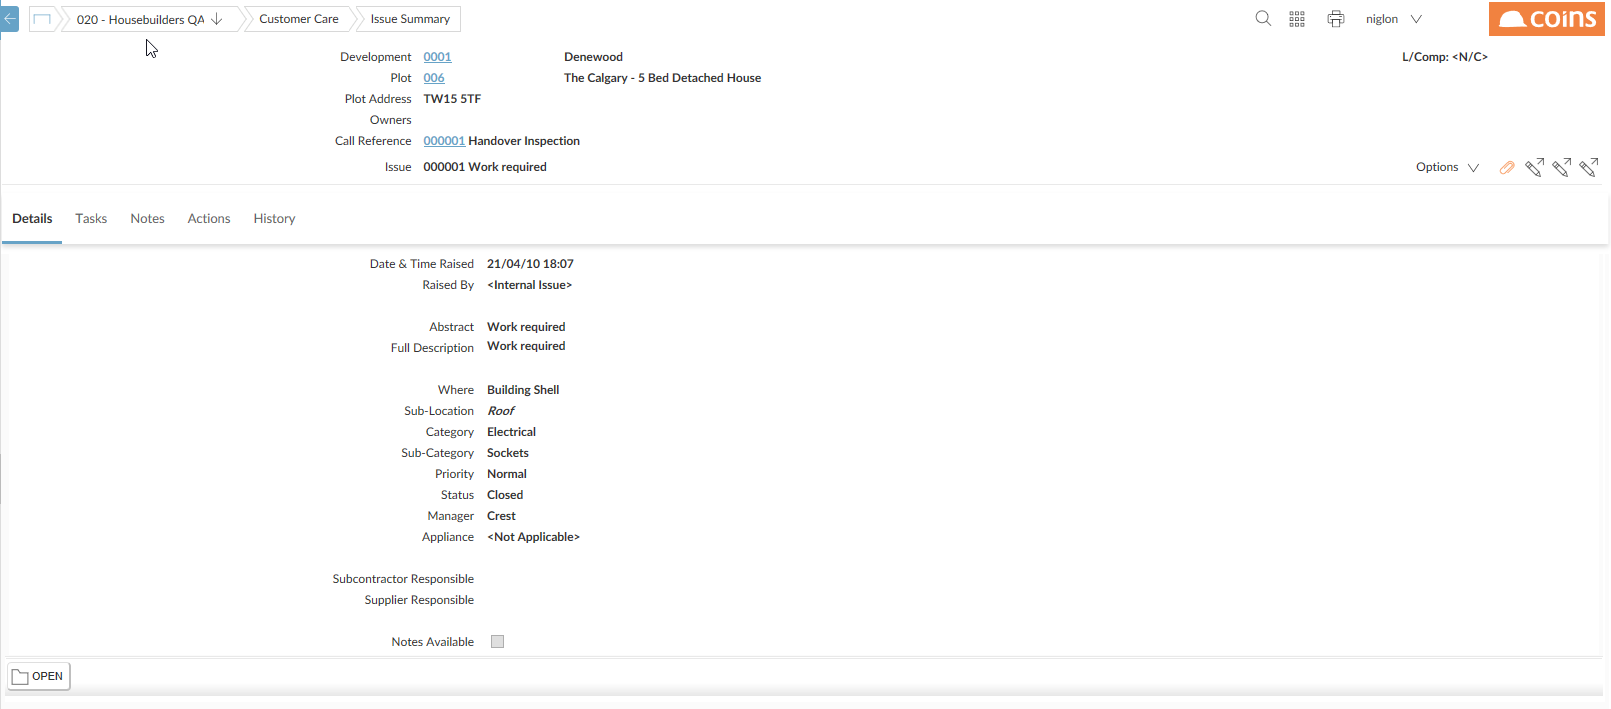 020 - Housebuilders QA Customer Care Issue Summary niglon coins
Development 0001 Denewood L/Comp: <N/C>
Plot 006 The Calgary - 5 Bed Detached House
Plot Address TW15 5TF
Owners
Call Reference 000001 Handover Inspection
Issue 000001 Work required Options
Details Tasks Notes Actions History
Date & Time Raised 21/04/10 18:07
Raised By <Internal Issue>
Abstract Work required
Full Description Work required
Where Building Shell
Sub-Location Roof
Category Electrical
Sub-Category Sockets
Priority Normal
Status Closed
Manager Crest
Appliance <Not Applicable>
Subcontractor Responsible
Supplier Responsible
Notes Available
OPEN